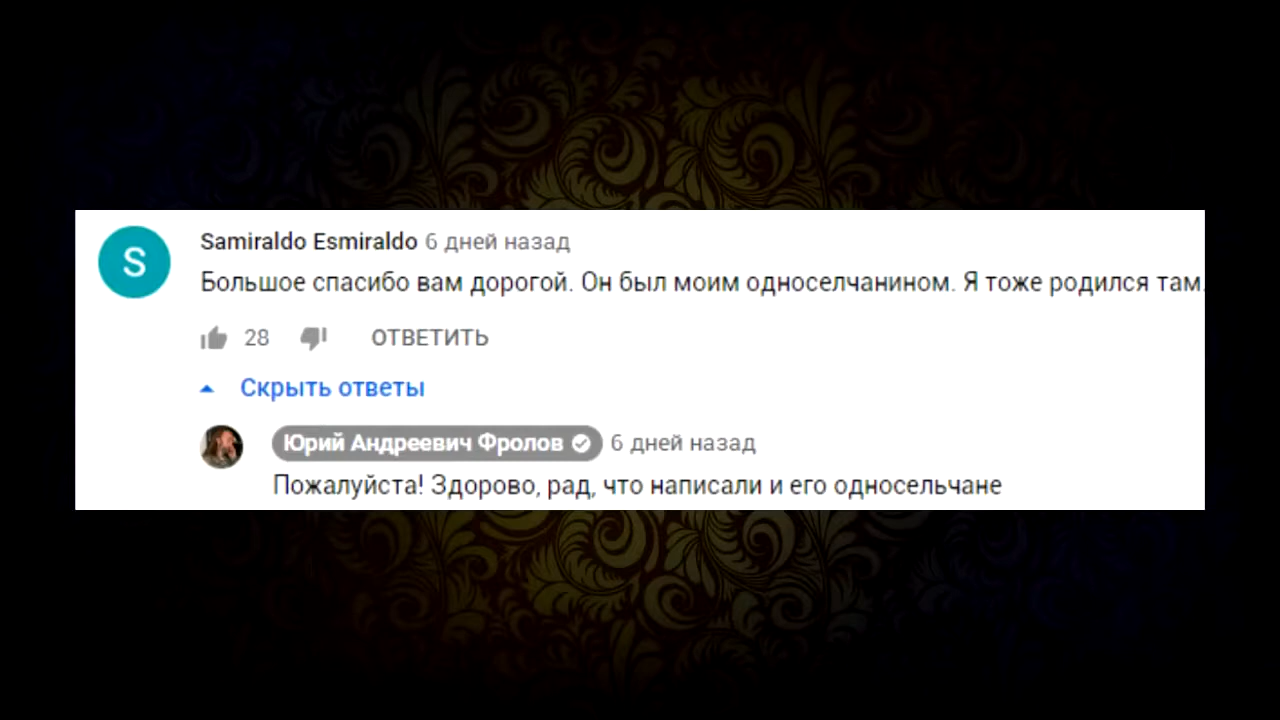 S
Samiraldo Esmiraldo 6 дней назад
Большое спасибо вам дорогой. Он был моим односелчанином. Я тоже родился там.
28 ОТВЕТИТЬ
Скрыть ответы
Юрий Андреевич Фролов 6 дней назад
Пожалуйста! Здорово, рад, что написали и его односельчане